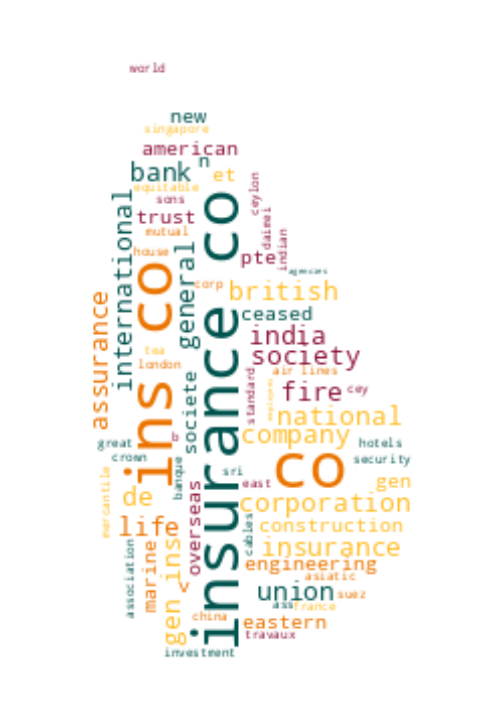 world
new
singapore
american
n
bank
et
equitable
sons
trust
mutual
ceylon
daimei
indian
house
pte
agencies
international
general
insurance co
ins co
corp
british
ceased
assurance
india
society
tea
london
air lines
standard
employees
fire
cey
societe
national
company
great
crown
b
hotels
security
banque
sri
east
co
gen
mercantile
de
overseas
corporation
life
cables
construction
insurance
association
marine
gen ins
v
engineering
asiatic
union
suez
ass
france
china
eastern
travaux
investment